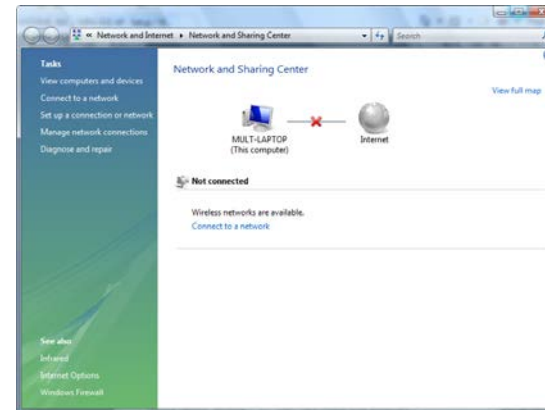 « Network and Internet ▸ Network and Sharing Center
Search
Tasks
View computers and devices
Connect to a network
Set up a connection or network
Manage network connections
Diagnose and repair
See also
Infrared
Internet Options
Windows Firewall
Network and Sharing Center
View full map
MULT-LAPTOP
(This computer)
Internet
Not connected
Wireless networks are available.
Connect to a network